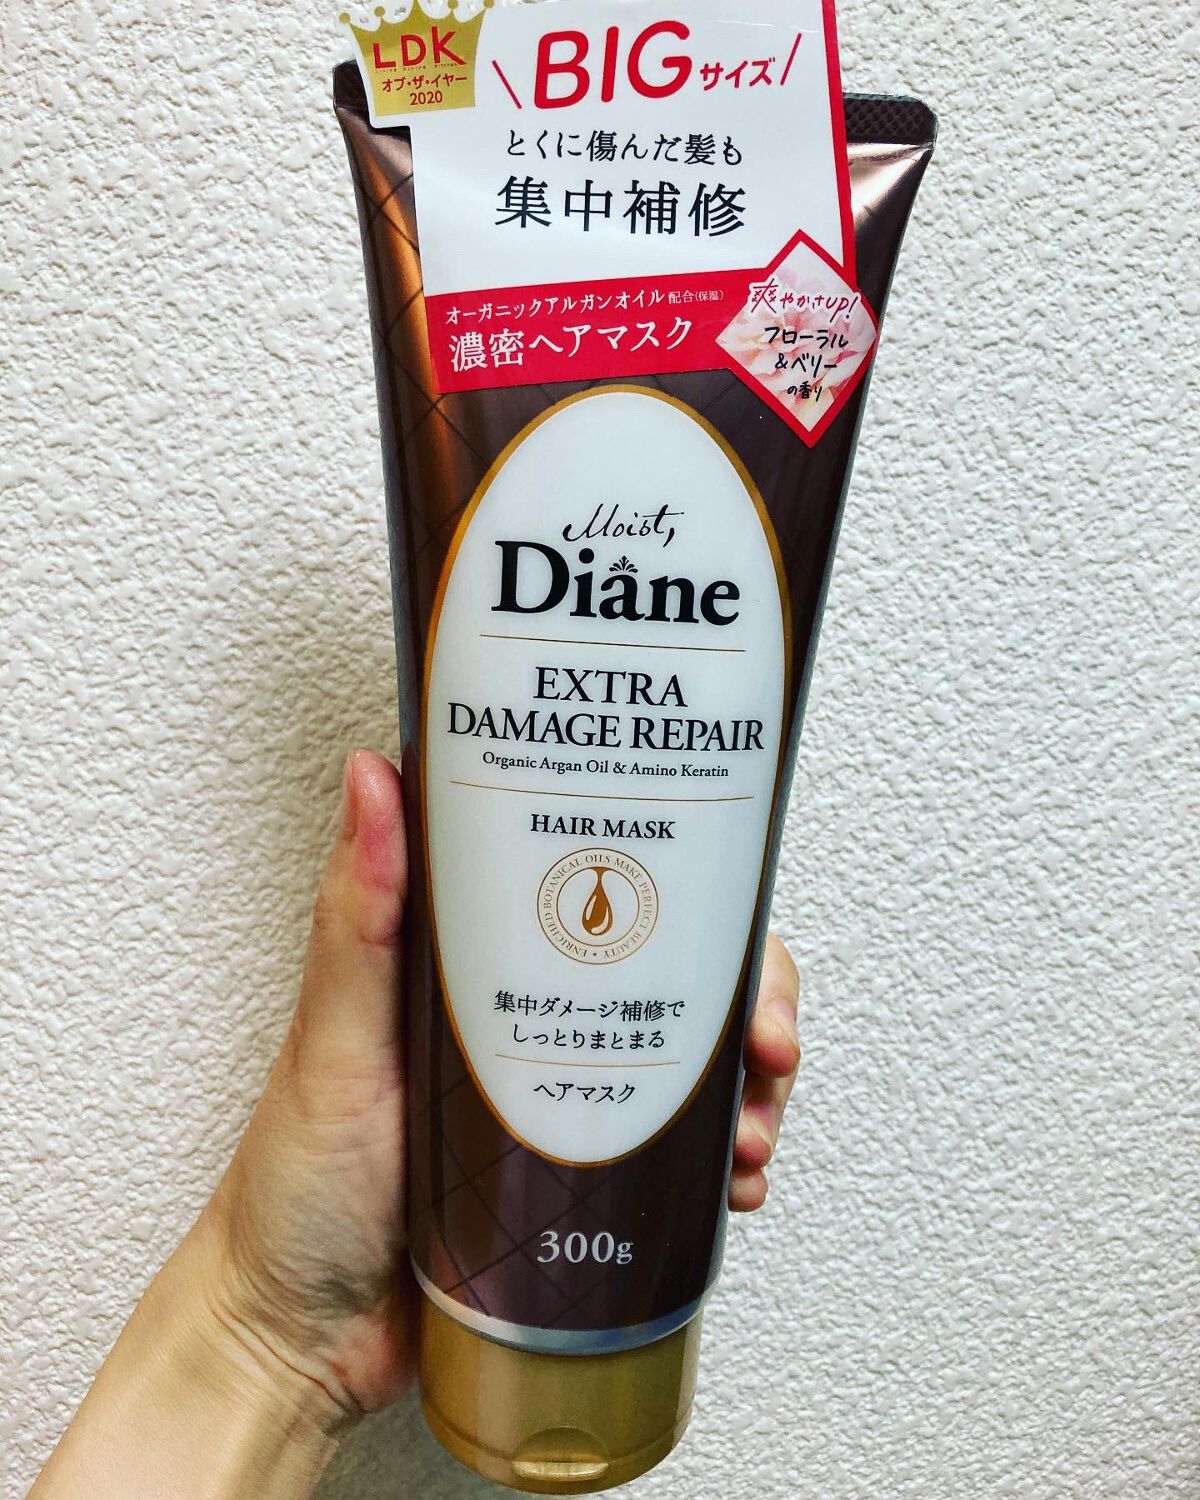 LDK
オブ・ザ・イヤー
2020
\BIGサイズ/
とくに傷んだ髪も
集中補修
オーガニックアルガンオイル配合(保湿)
濃密ヘアマスク
爽やかさUP!
フローラル
&ベリー
の香り
Moist,
Diane
EXTRA
DAMAGE REPAIR
Organic Argan Oil & Amino Keratin
HAIR MASK
ENRICHED BOTANICAL OILS MAKE PERFECT BEAUTY
集中ダメージ補修で
しっとりまとまる
ヘアマスク
300g